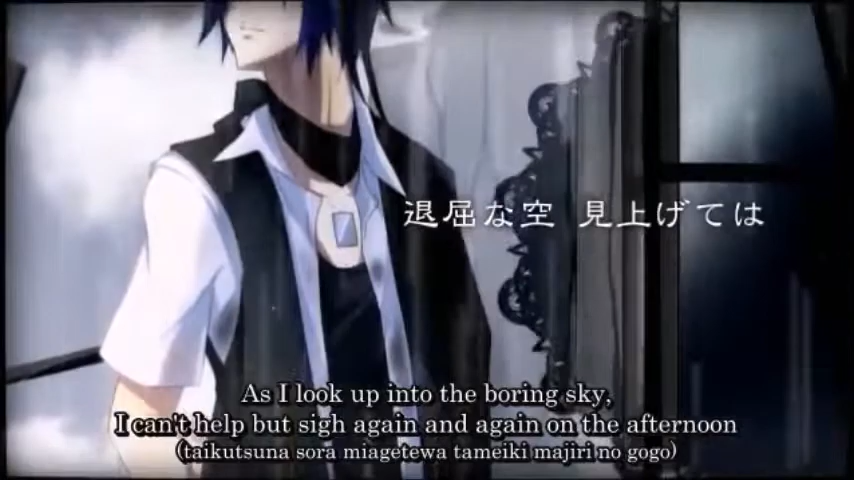 退屈な空 見上げては
As I look up into the boring sky,
I can't help but sigh again and again on the afternoon
(taikutsuna sora miagetewa tameiki majiri no gogo)